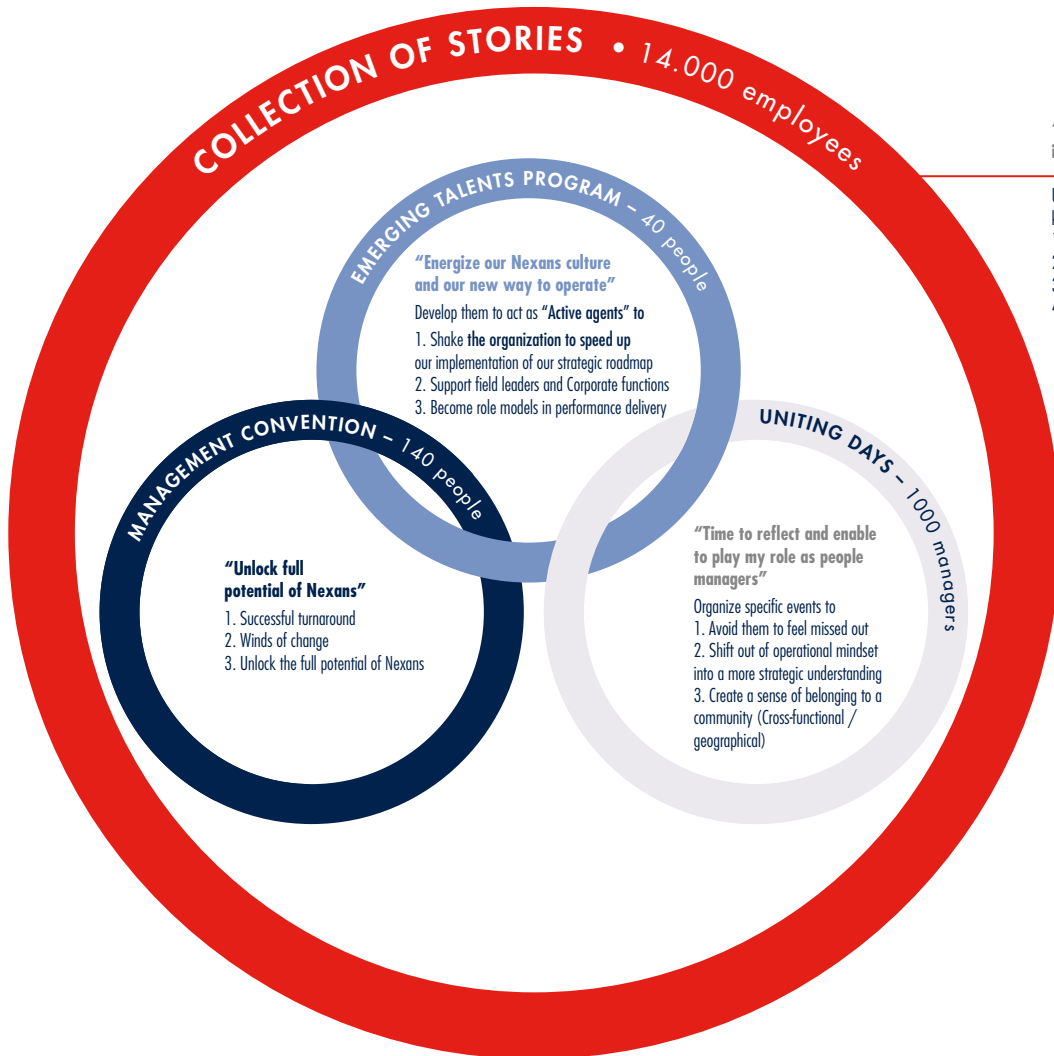 COLLECTION OF STORIES • 14.000 employees
EMERGING TALENTS PROGRAM – 40 people
“Energize our Nexans culture
and our new way to operate”
Develop them to act as “Active agents” to
1. Shake the organization to speed up
our implementation of our strategic roadmap
2. Support field leaders and Corporate functions
3. Become role models in performance delivery
MANAGEMENT CONVENTION – 140 people
“Unlock full
potential of Nexans”
1. Successful turnaround
2. Winds of change
3. Unlock the full potential of Nexans
UNITING DAYS – 1000 managers
“Time to reflect and enable
to play my role as people
managers”
Organize specific events to
1. Avoid them to feel missed out
2. Shift out of operational mindset
into a more strategic understanding
3. Create a sense of belonging to a
community (Cross-functional /
geographical)